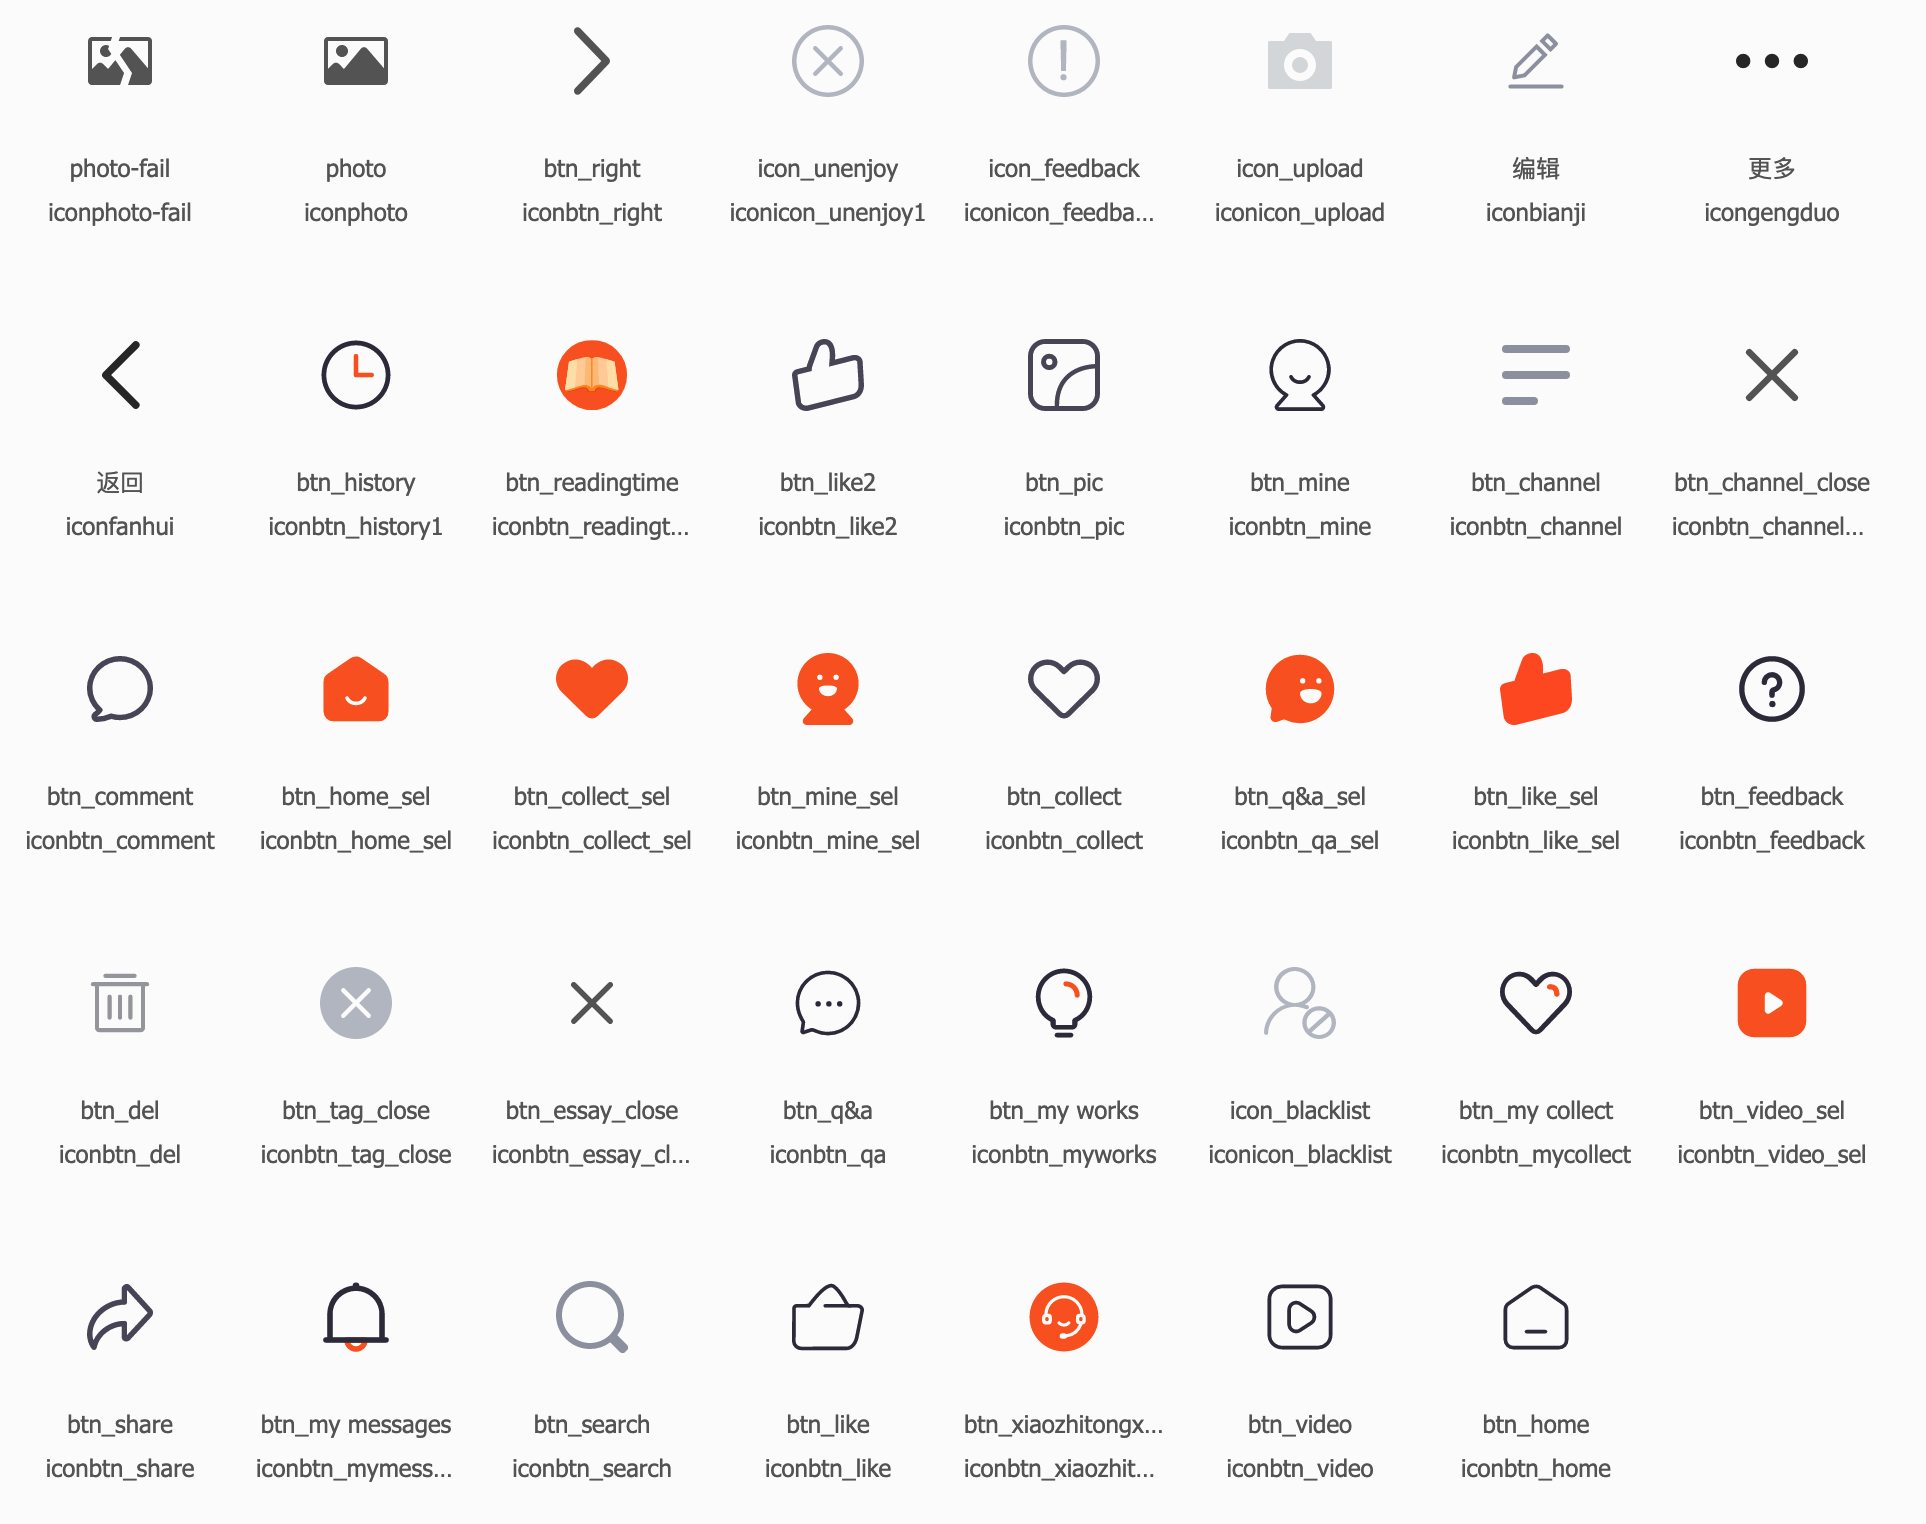 photo-fail
photo
btn_right
icon_unenjoy
icon_feedback
icon_upload
编辑
更多
iconphoto-fail
iconphoto
iconbtn_right
iconicon_unenjoy1
iconicon_feedba...
iconicon_upload
iconbianji
icongengduo
返回
btn_history
btn_readingtime
btn_like2
btn_pic
btn_mine
btn_channel
btn_channel_close
iconfanhui
iconbtn_history1
iconbtn_readingt...
iconbtn_like2
iconbtn_pic
iconbtn_mine
iconbtn_channel
iconbtn_channel...
btn_comment
btn_home_sel
btn_collect_sel
btn_mine_sel
btn_collect
btn_q&a_sel
btn_like_sel
btn_feedback
iconbtn_comment
iconbtn_home_sel
iconbtn_collect_sel
iconbtn_mine_sel
iconbtn_collect
iconbtn_qa_sel
iconbtn_like_sel
iconbtn_feedback
btn_del
btn_tag_close
btn_essay_close
btn_q&a
btn_my works
icon_blacklist
btn_my collect
btn_video_sel
iconbtn_del
iconbtn_tag_close
iconbtn_essay_cl...
iconbtn_qa
iconbtn_myworks
iconicon_blacklist
iconbtn_mycollect
iconbtn_video_sel
btn_share
btn_my messages
btn_search
btn_like
btn_xiaozhitongx...
btn_video
btn_home
iconbtn_share
iconbtn_mymess...
iconbtn_search
iconbtn_like
iconbtn_xiaozhit...
iconbtn_video
iconbtn_home